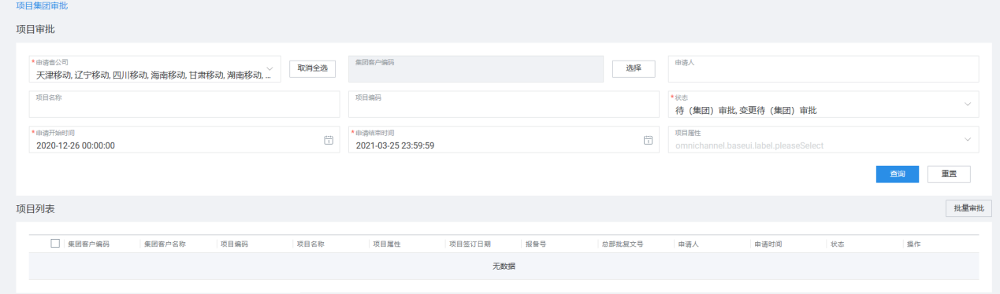 项目集团审批
项目审批
*申请省公司
天津移动, 辽宁移动, 四川移动, 海南移动, 甘肃移动, 湖南移动, ...
取消全选
集团客户编码
选择
申请人
项目名称
项目编码
*状态
待（集团）审批, 变更待（集团）审批
*申请开始时间
2020-12-26 00:00:00
*申请结束时间
2021-03-25 23:59:59
项目属性
omnichannel.baseui.label.pleaseSelect
查询 重置
项目列表 批量审批
集团客户编码 集团客户名称 项目编码 项目名称 项目属性 项目签订日期 报备号 总部批复文号 申请人 申请时间 状态 操作
无数据